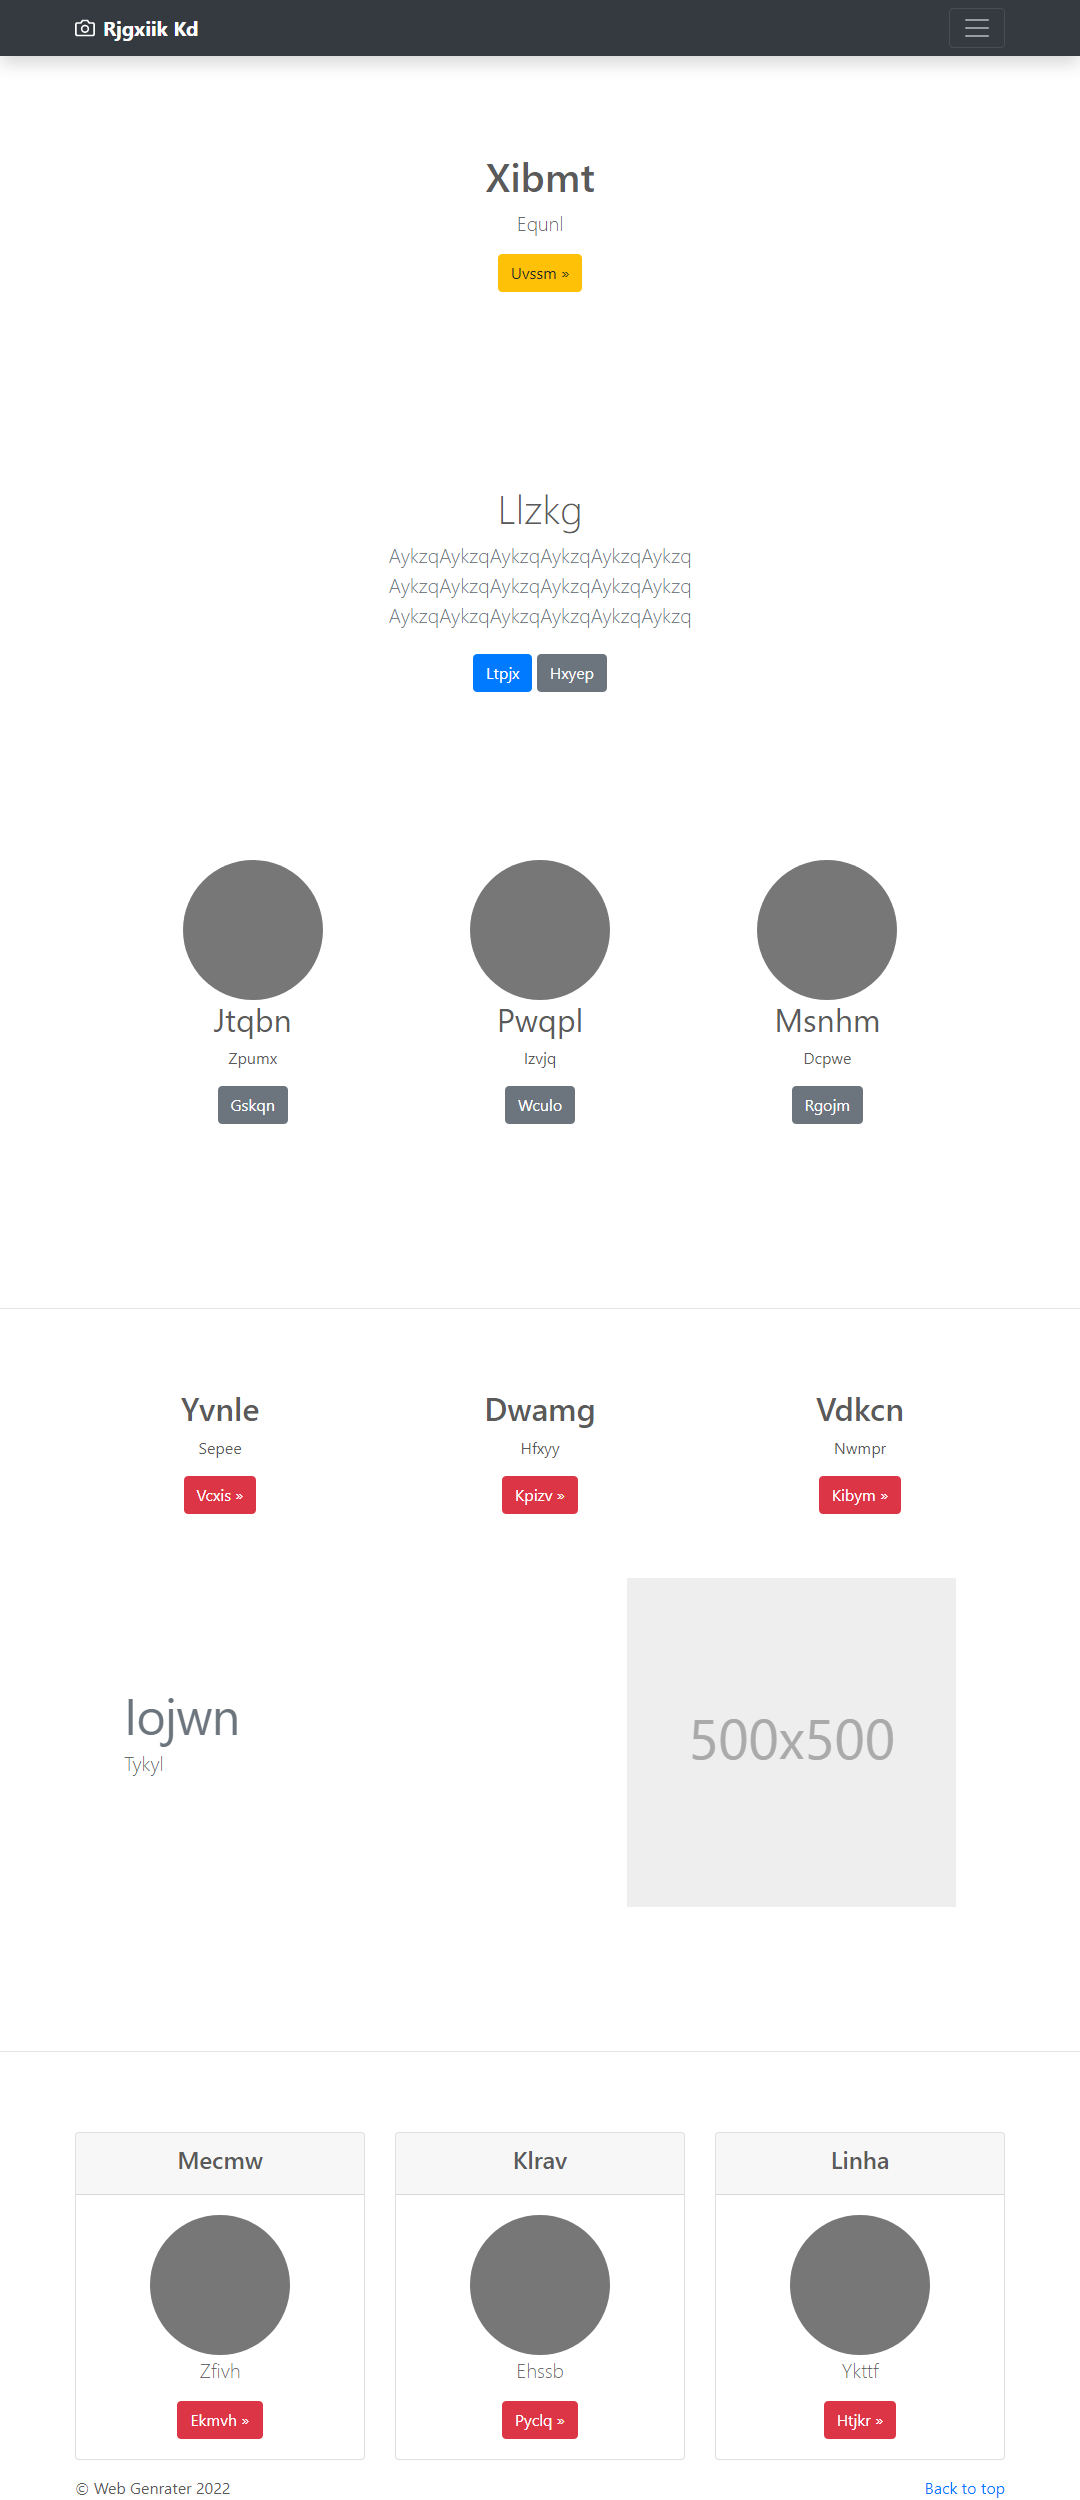 Rjgxiik Kd
Xibmt
Equnl
Uvssm »
Llzkg
AykzqAykzqAykzqAykzqAykzqAykzq
AykzqAykzqAykzqAykzqAykzqAykzq
AykzqAykzqAykzqAykzqAykzqAykzq
Ltpjx Hxyep
Jtqbn Pwqpl Msnhm
Zpumx Izvjq Dcpwe
Gskqn Wculo Rgojm
Yvnle Dwamg Vdkcn
Sepee Hfxyy Nwmpr
Vcxis » Kpizv » Kibym »
Iojwn
Tykyl
500x500
Mecmw Klrav Linha
Zfivh Ehssb Ykttf
Ekmvh » Pyclq » Htjkr »
© Web Genrater 2022 Back to top